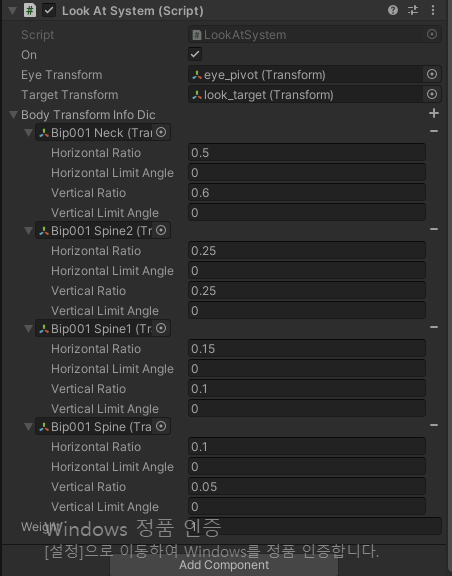 Look At System (Script)
Script LookAtSystem
On
Eye Transform eye_pivot (Transform)
Target Transform look_target (Transform)
Body Transform Info Dic
Bip001 Neck (Tra
Horizontal Ratio 0.5
Horizontal Limit Angle 0
Vertical Ratio 0.6
Vertical Limit Angle 0
Bip001 Spine2 (Tr
Horizontal Ratio 0.25
Horizontal Limit Angle 0
Vertical Ratio 0.25
Vertical Limit Angle 0
Bip001 Spine1 (Tr
Horizontal Ratio 0.15
Horizontal Limit Angle 0
Vertical Ratio 0.1
Vertical Limit Angle 0
Bip001 Spine (Tra
Horizontal Ratio 0.1
Horizontal Limit Angle 0
Vertical Ratio 0.05
Vertical Limit Angle 0
Weight
Windows 정품 인증
[설정]으로 이동하여 Windows를 정품 인증합니다.
Add Component